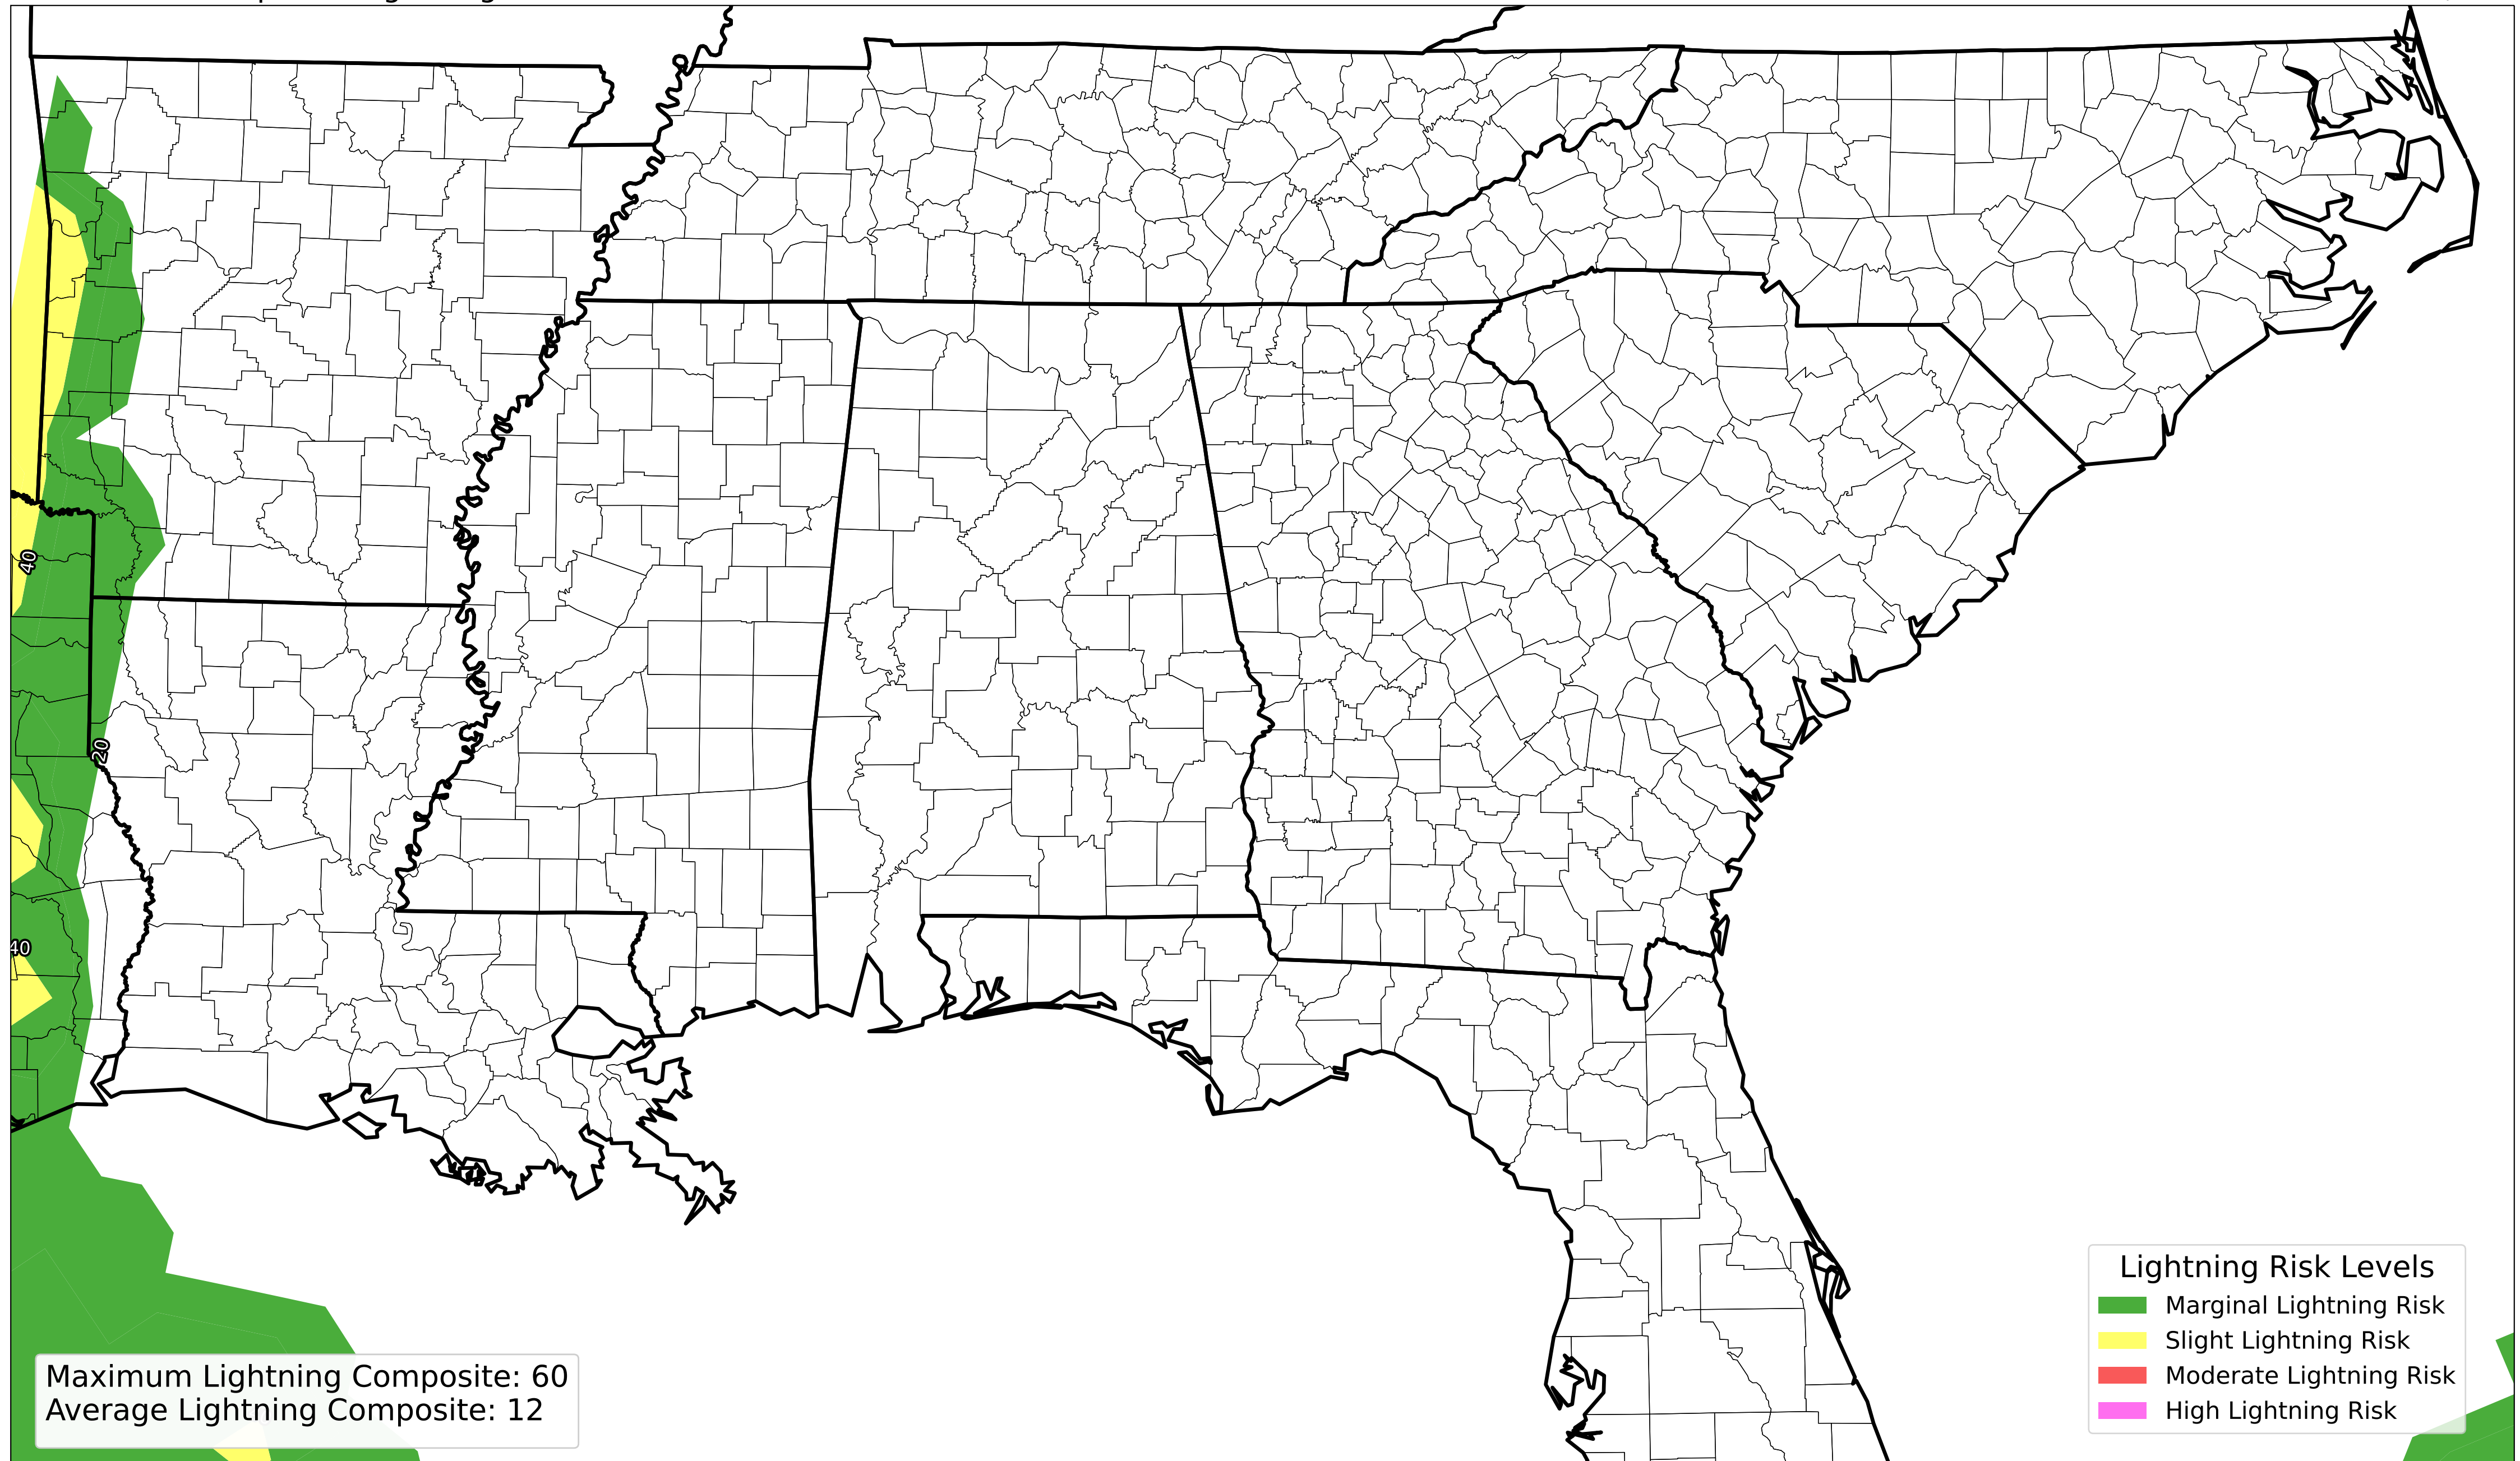 40
20
40
Lightning Risk Levels
Marginal Lightning Risk
Slight Lightning Risk
Moderate Lightning Risk
High Lightning Risk
Maximum Lightning Composite: 60
Average Lightning Composite: 12